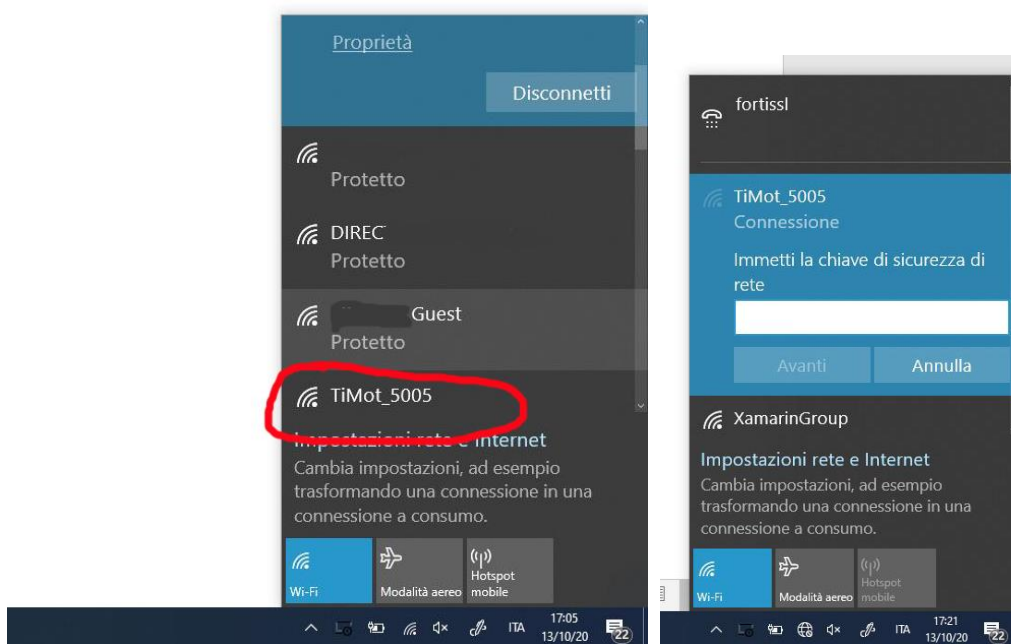 Proprietà
Disconnetti
Protetto
DIREC
Protetto
Guest
Protetto
TiMot_5005
Impostazioni rete e Internet
Cambia impostazioni, ad esempio
trasformando una connessione in una
connessione a consumo.
Wi-Fi
Modalità aereo
Hotspot
mobile
ITA
17:05
13/10/20
22
fortissl
TiMot_5005
Connessione
Immetti la chiave di sicurezza di
rete
Avanti
Annulla
XamarinGroup
Impostazioni rete e Internet
Cambia impostazioni, ad esempio
trasformando una connessione in una
connessione a consumo.
Wi-Fi
Modalità aereo
Hotspot
mobile
ITA
17:21
13/10/20
22